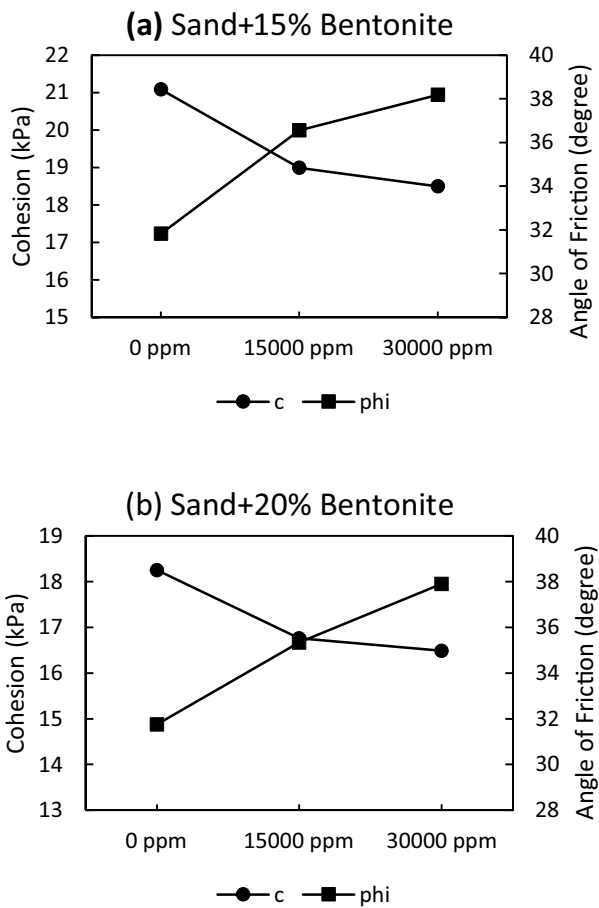 (a) Sand+15% Bentonite
22
21
20
19
18
17
16
15
Cohesion (kPa)
40
38
36
34
32
30
28
Angle of Friction (degree)
0 ppm 15000 ppm 30000 ppm
c phi
(b) Sand+20% Bentonite
19
18
17
16
15
14
13
Cohesion (kPa)
40
38
36
34
32
30
28
Angle of Friction (degree)
0 ppm 15000 ppm 30000 ppm
c phi